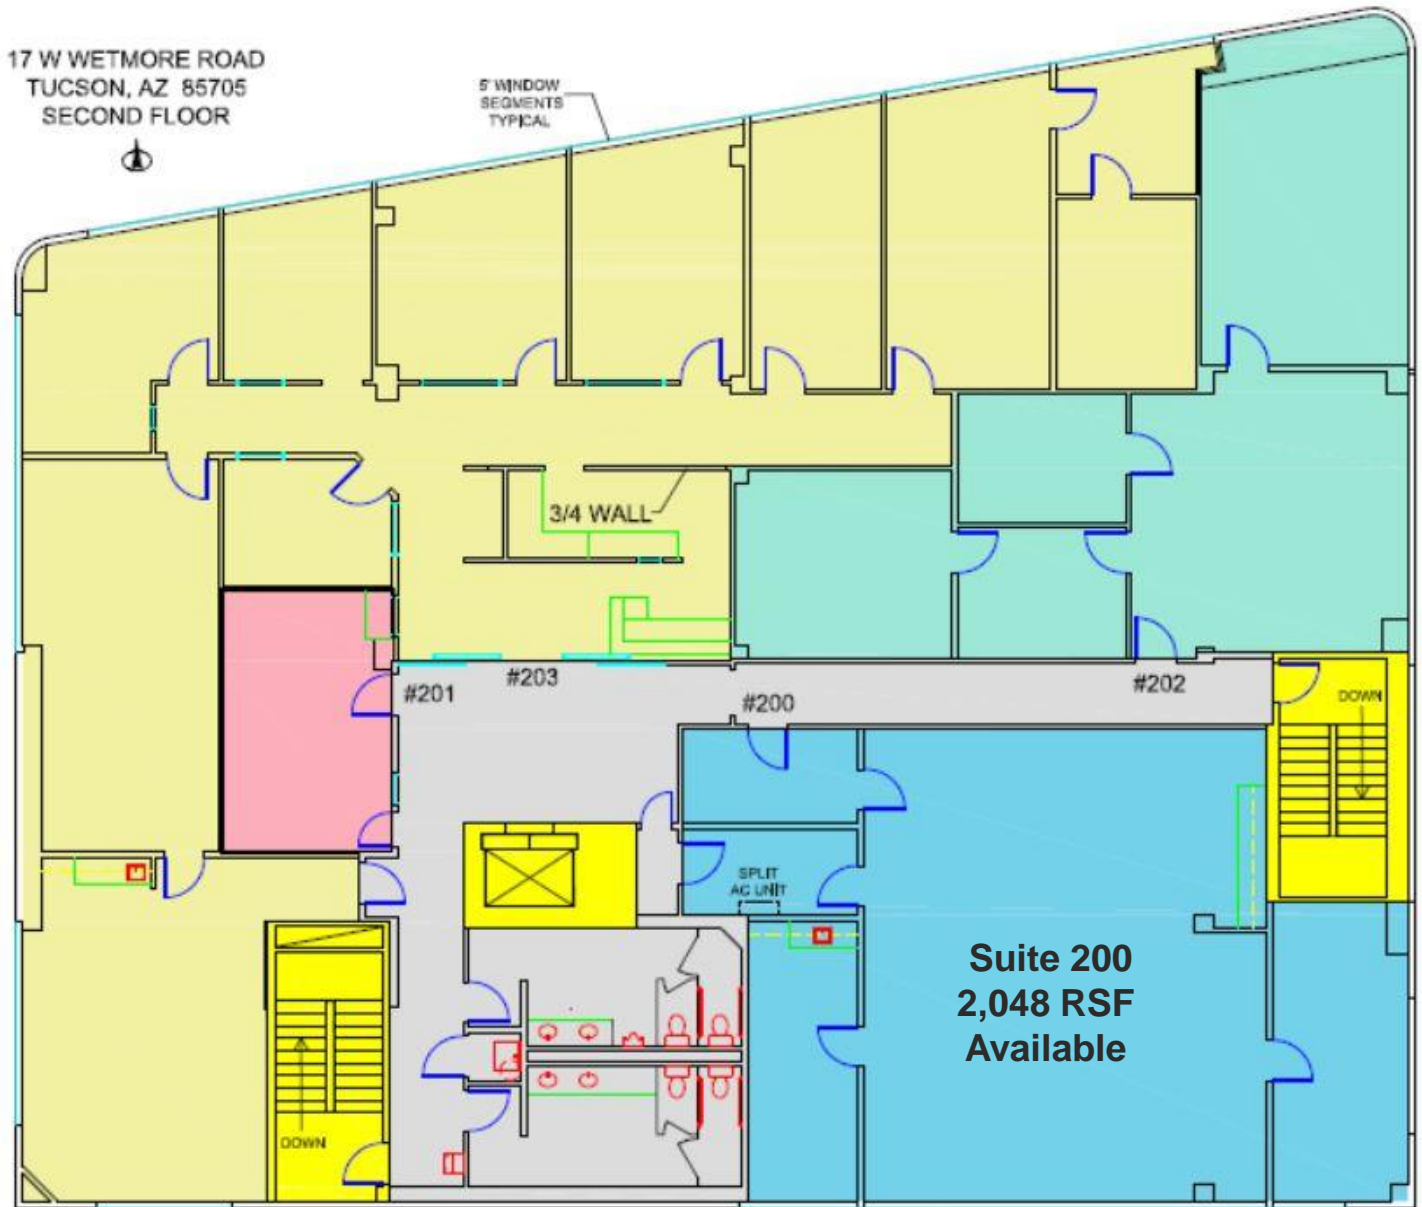 17 W WETMORE ROAD
TUCSON, AZ 85705
SECOND FLOOR
5' WINDOW
SEGMENTS
TYPICAL
3/4 WALL
#201
#203
#200
#202
DOWN
SPLIT
AC UNIT
Suite 200
2,048 RSF
Available
DOWN